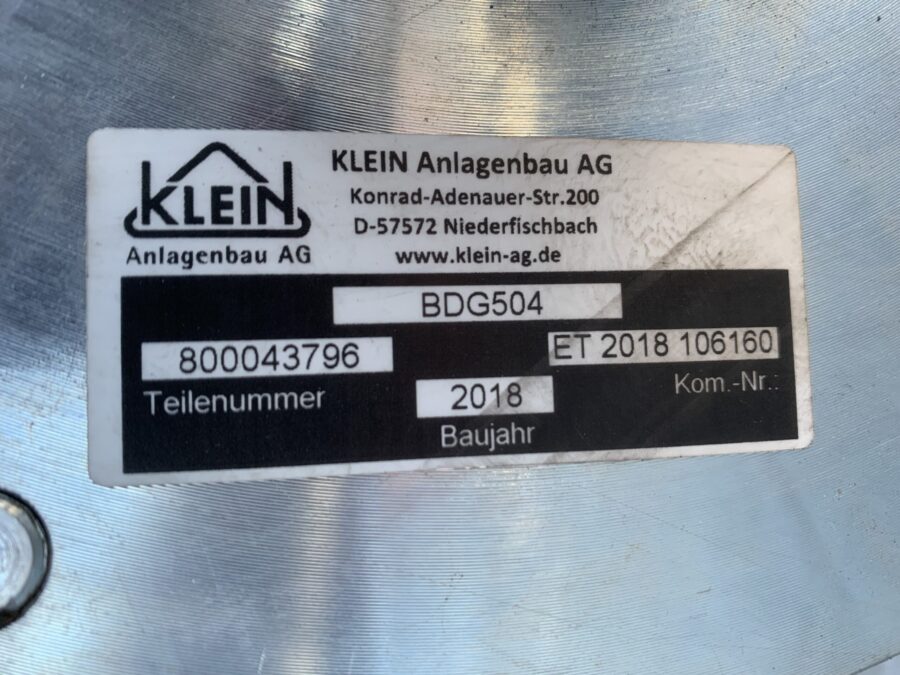 KLEIN
Anlagenbau AG
KLEIN Anlagenbau AG
Konrad-Adenauer-Str.200
D-57572 Niederfischbach
www.klein-ag.de
BDG504
800043796
ET 2018 106160
Teilenummer
2018
Kom.-Nr.:
Baujahr